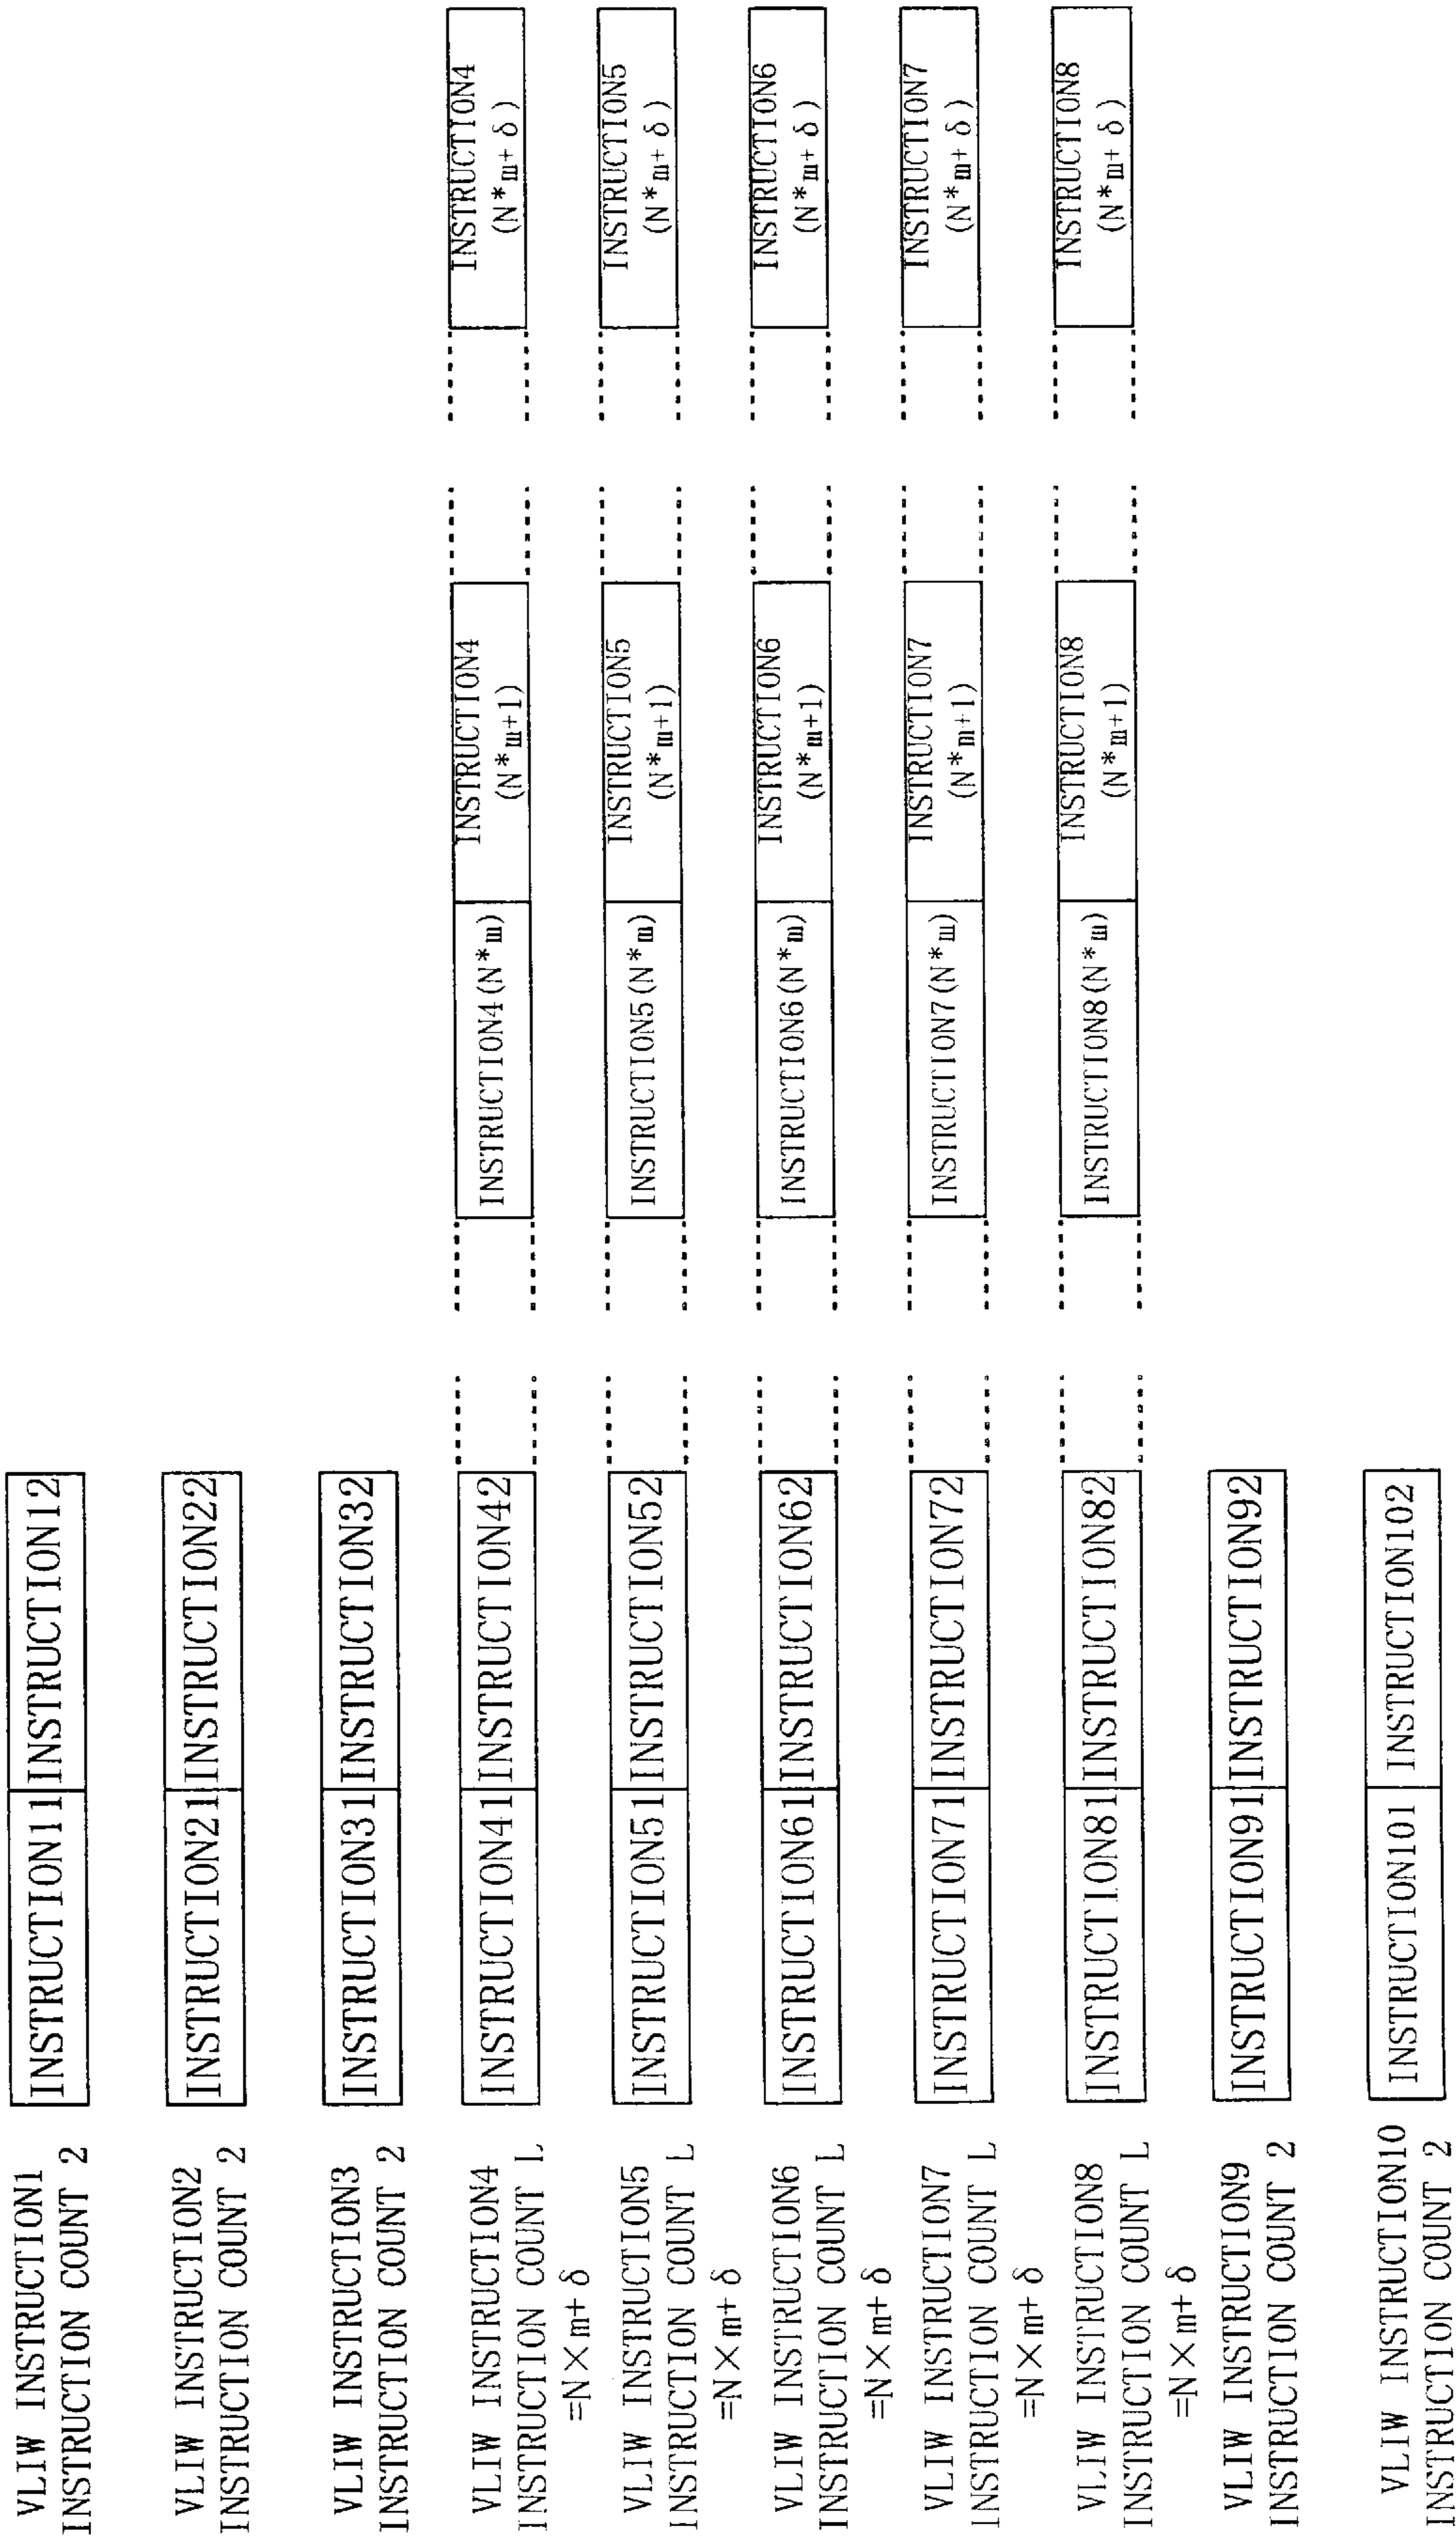 VLIW INSTRUCTION1
INSTRUCTION COUNT 2
INSTRUCTION11
INSTRUCTION12
VLIW INSTRUCTION2
INSTRUCTION COUNT 2
INSTRUCTION21
INSTRUCTION22
VLIW INSTRUCTION3
INSTRUCTION COUNT 2
INSTRUCTION31
INSTRUCTION32
VLIW INSTRUCTION4
INSTRUCTION COUNT L
=N×m+δ
INSTRUCTION41
INSTRUCTION42
INSTRUCTION4(N*m)
INSTRUCTION4
(N*m+1)
INSTRUCTION4
(N*m+δ)
VLIW INSTRUCTION5
INSTRUCTION COUNT L
=N×m+δ
INSTRUCTION51
INSTRUCTION52
INSTRUCTION5(N*m)
INSTRUCTION5
(N*m+1)
INSTRUCTION5
(N*m+δ)
VLIW INSTRUCTION6
INSTRUCTION COUNT L
=N×m+δ
INSTRUCTION61
INSTRUCTION62
INSTRUCTION6(N*m)
INSTRUCTION6
(N*m+1)
INSTRUCTION6
(N*m+δ)
VLIW INSTRUCTION7
INSTRUCTION COUNT L
=N×m+δ
INSTRUCTION71
INSTRUCTION72
INSTRUCTION7(N*m)
INSTRUCTION7
(N*m+1)
INSTRUCTION7
(N*m+δ)
VLIW INSTRUCTION8
INSTRUCTION COUNT L
=N×m+δ
INSTRUCTION81
INSTRUCTION82
INSTRUCTION8(N*m)
INSTRUCTION8
(N*m+1)
INSTRUCTION8
(N*m+δ)
VLIW INSTRUCTION9
INSTRUCTION COUNT 2
INSTRUCTION91
INSTRUCTION92
VLIW INSTRUCTION10
INSTRUCTION COUNT 2
INSTRUCTION101
INSTRUCTION102